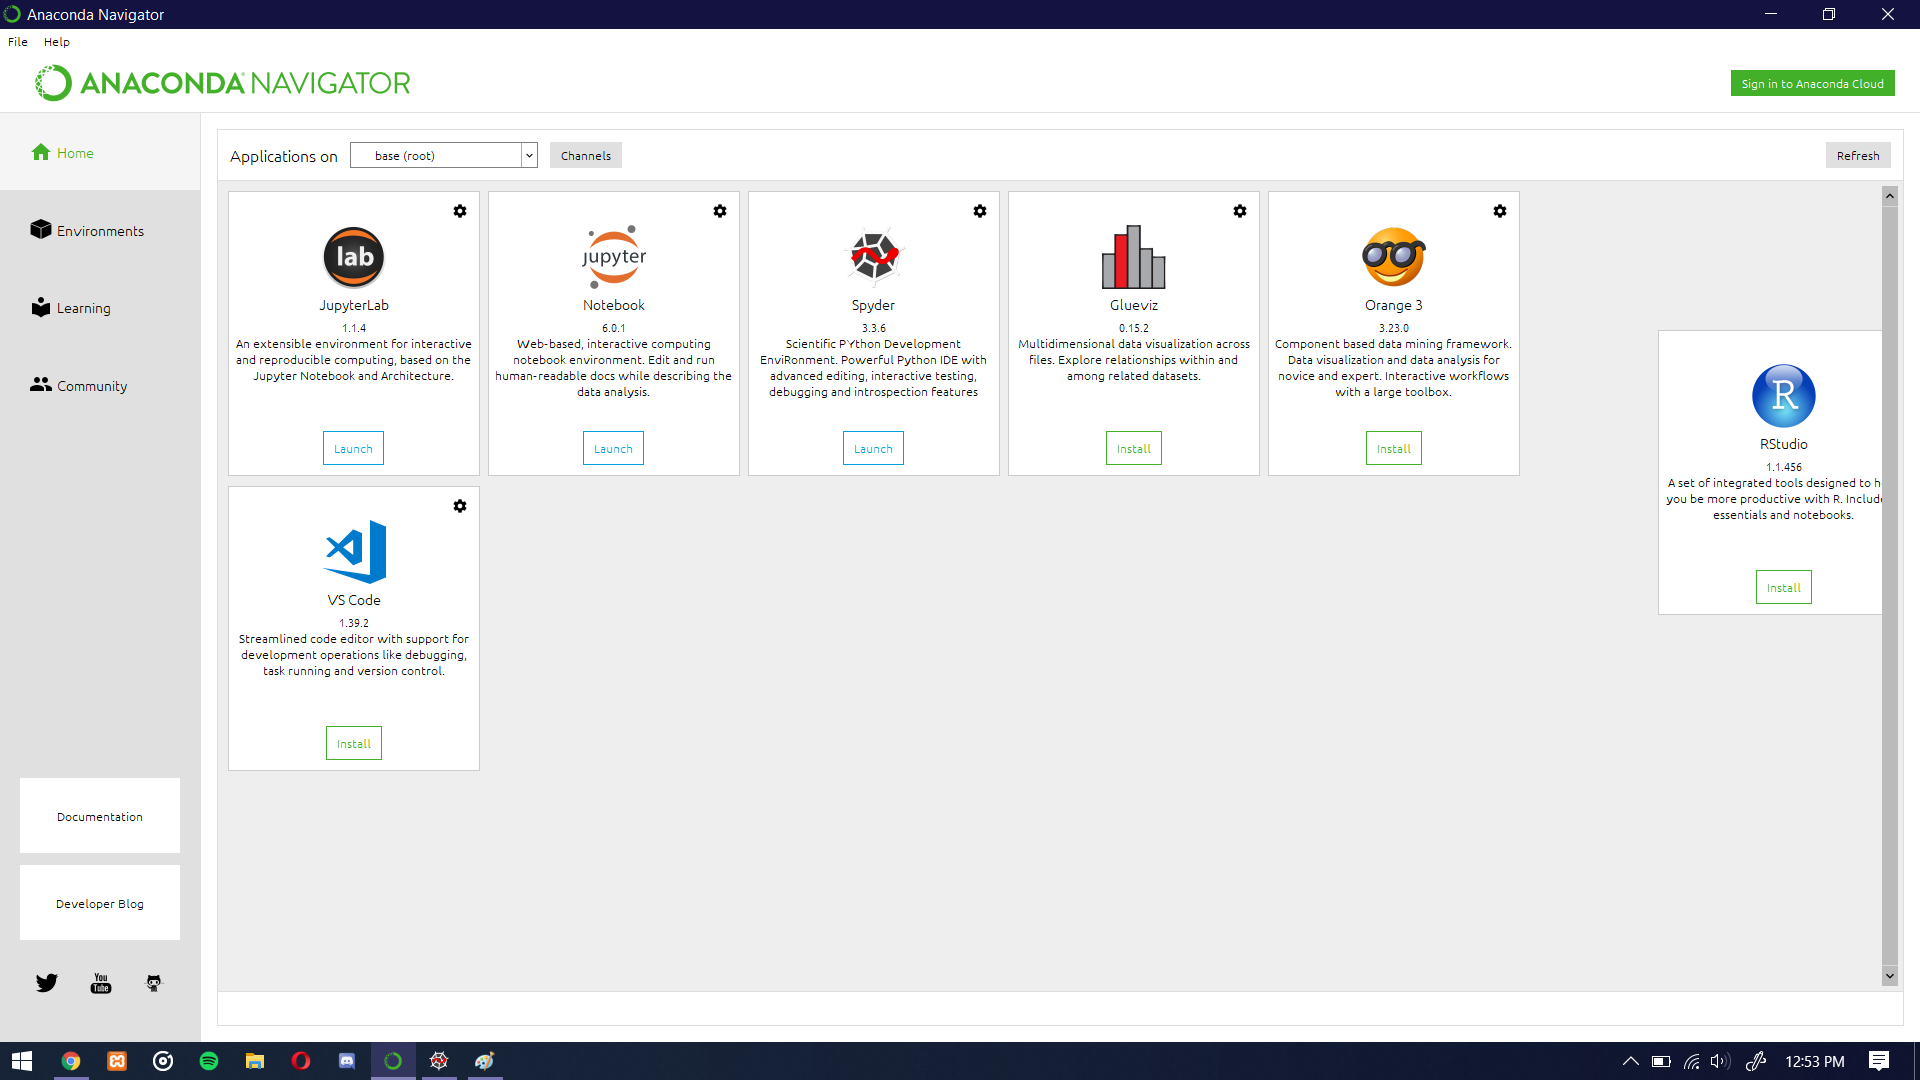 Anaconda Navigator
File Help
ANACONDA NAVIGATOR
Sign in to Anaconda Cloud
Home
Environments
Learning
Community
Documentation
Developer Blog
You
Tube
Applications on
base (root)
Channels
Refresh
lab
JupyterLab
1.1.4
An extensible environment for interactive
and reproducible computing, based on the
Jupyter Notebook and Architecture.
Launch
jupyter
Notebook
6.0.1
Web-based, interactive computing
notebook environment. Edit and run
human-readable docs while describing the
data analysis.
Launch
Spyder
3.3.6
Scientific PYthon Development
EnviRonment. Powerful Python IDE with
advanced editing, interactive testing,
debugging and introspection features
Launch
Glueviz
0.15.2
Multidimensional data visualization across
files. Explore relationships within and
among related datasets.
Install
Orange 3
3.23.0
Component based data mining framework.
Data visualization and data analysis for
novice and expert. Interactive workflows
with a large toolbox.
Install
R
RStudio
1.1.456
A set of integrated tools designed to h
you be more productive with R. Include
essentials and notebooks.
Install
VS Code
1.39.2
Streamlined code editor with support for
development operations like debugging,
task running and version control.
Install
12:53 PM